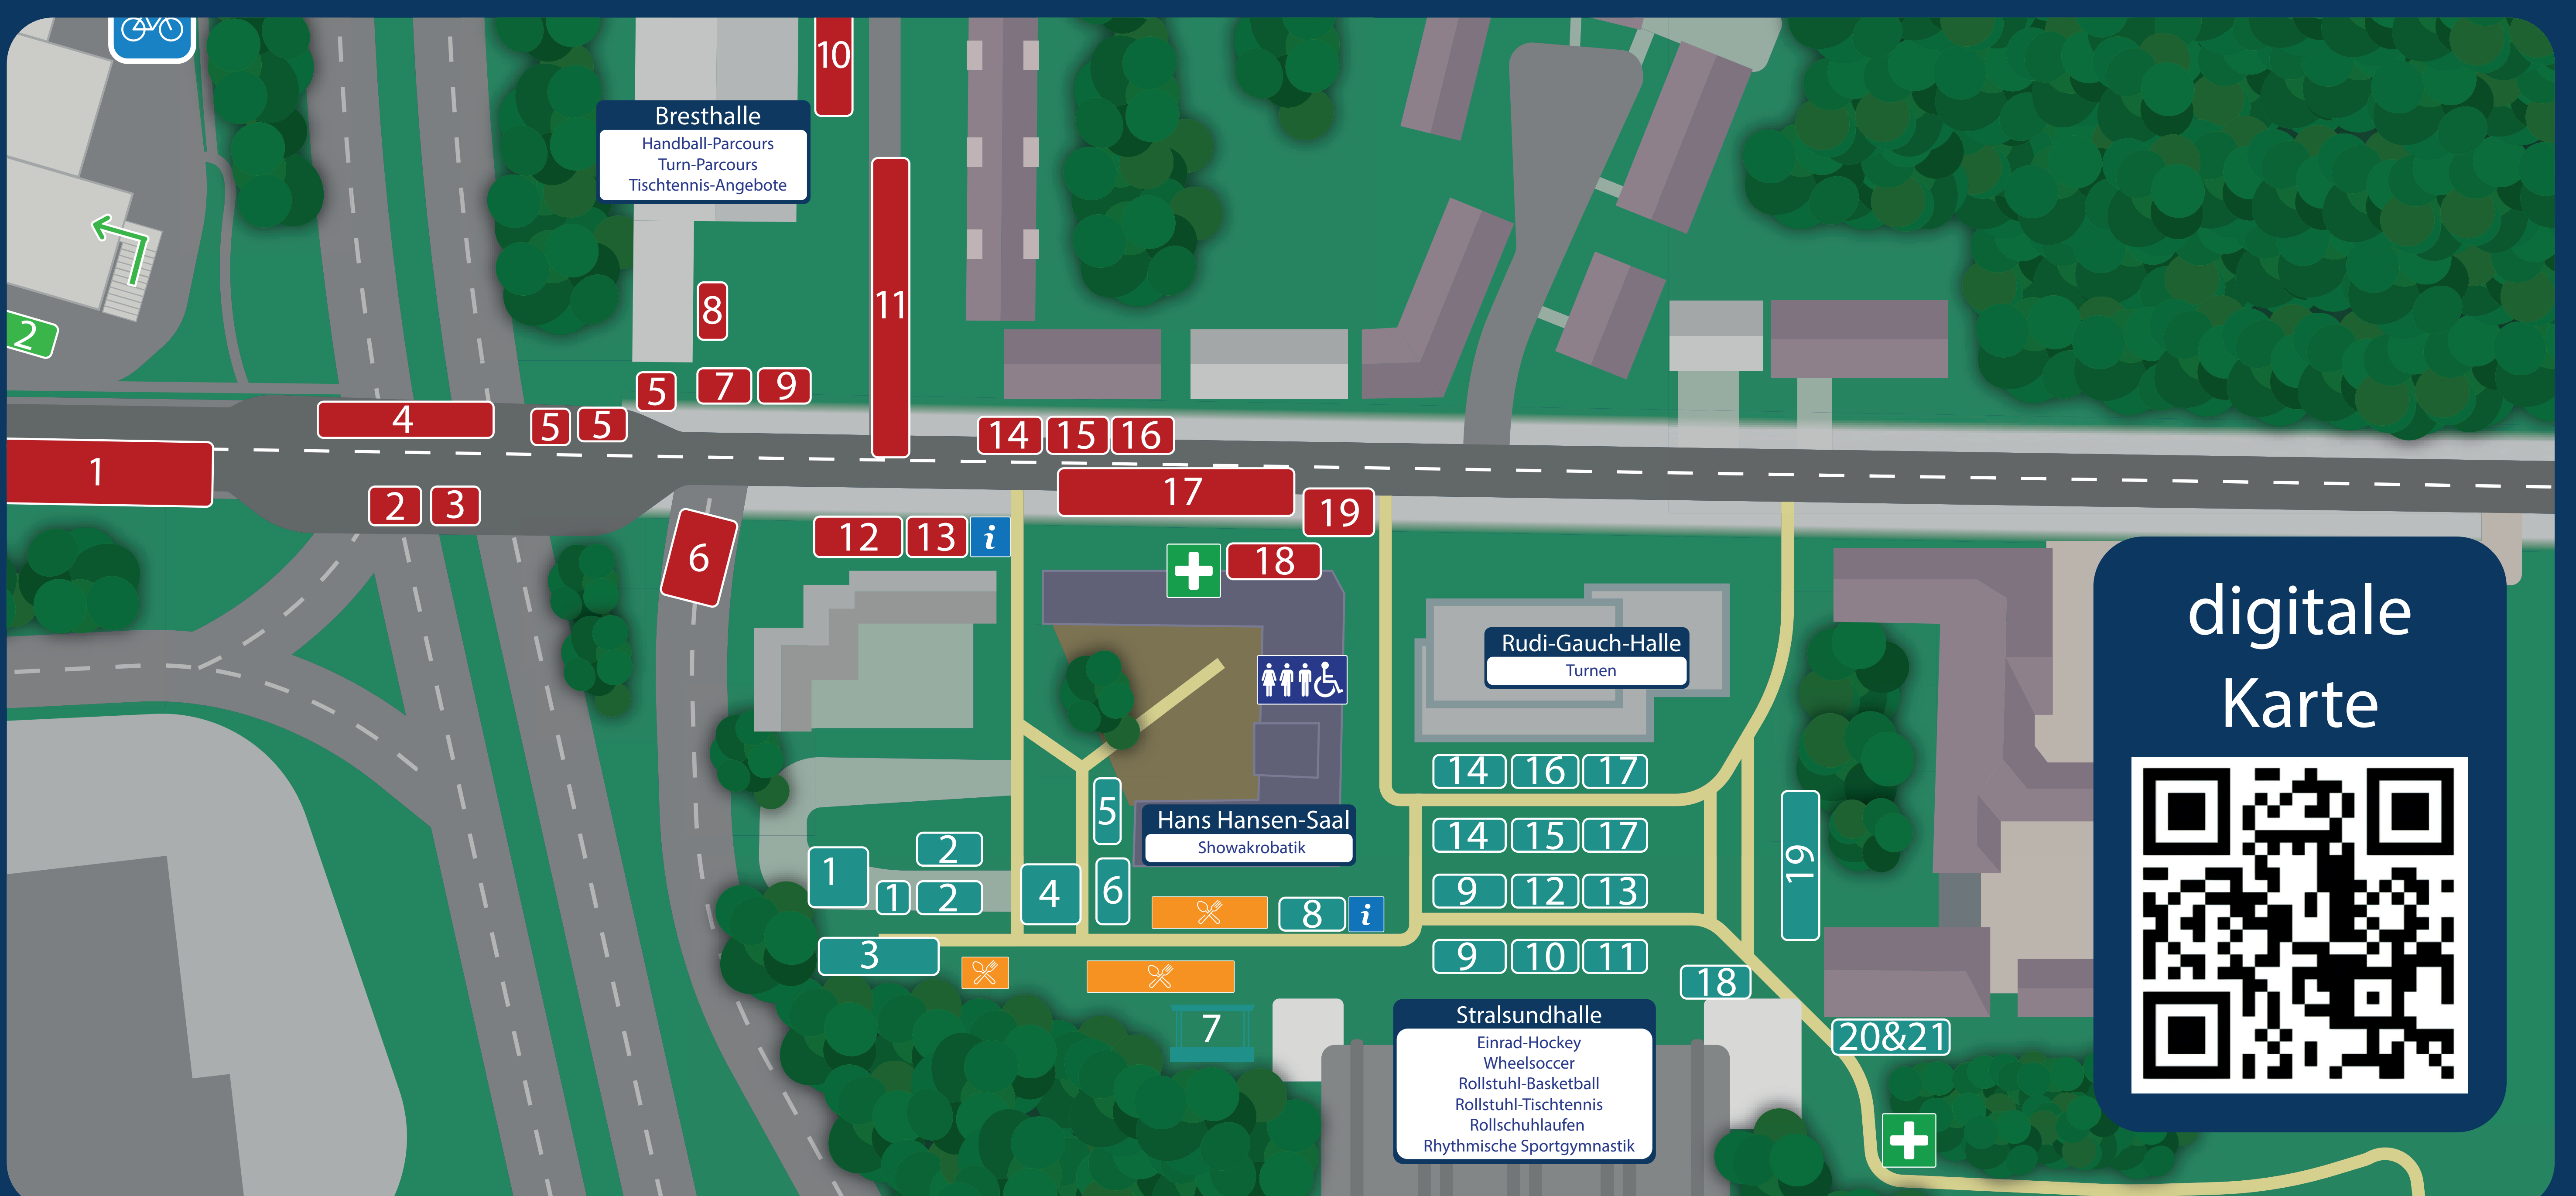 10
Bresthalle
Handball-Parcours
Turn-Parcours
Tischtennis-Angebote
11
8
2
5
7
9
4
5
5
14
15
16
1
2
3
17
19
6
12
13
i
18
Rudi-Gauch-Halle
Turnen
digitale
Karte
14
16
17
5
Hans Hansen-Saal
Showakrobatik
14
15
17
19
2
1
1
2
4
6
8
i
9
12
13
3
9
10
11
18
7
Stralsundhalle
Einrad-Hockey
Wheelsoccer
Rollstuhl-Basketball
Rollstuhl-Tischtennis
Rollschuhlaufen
Rhythmische Sportgymnastik
20&21